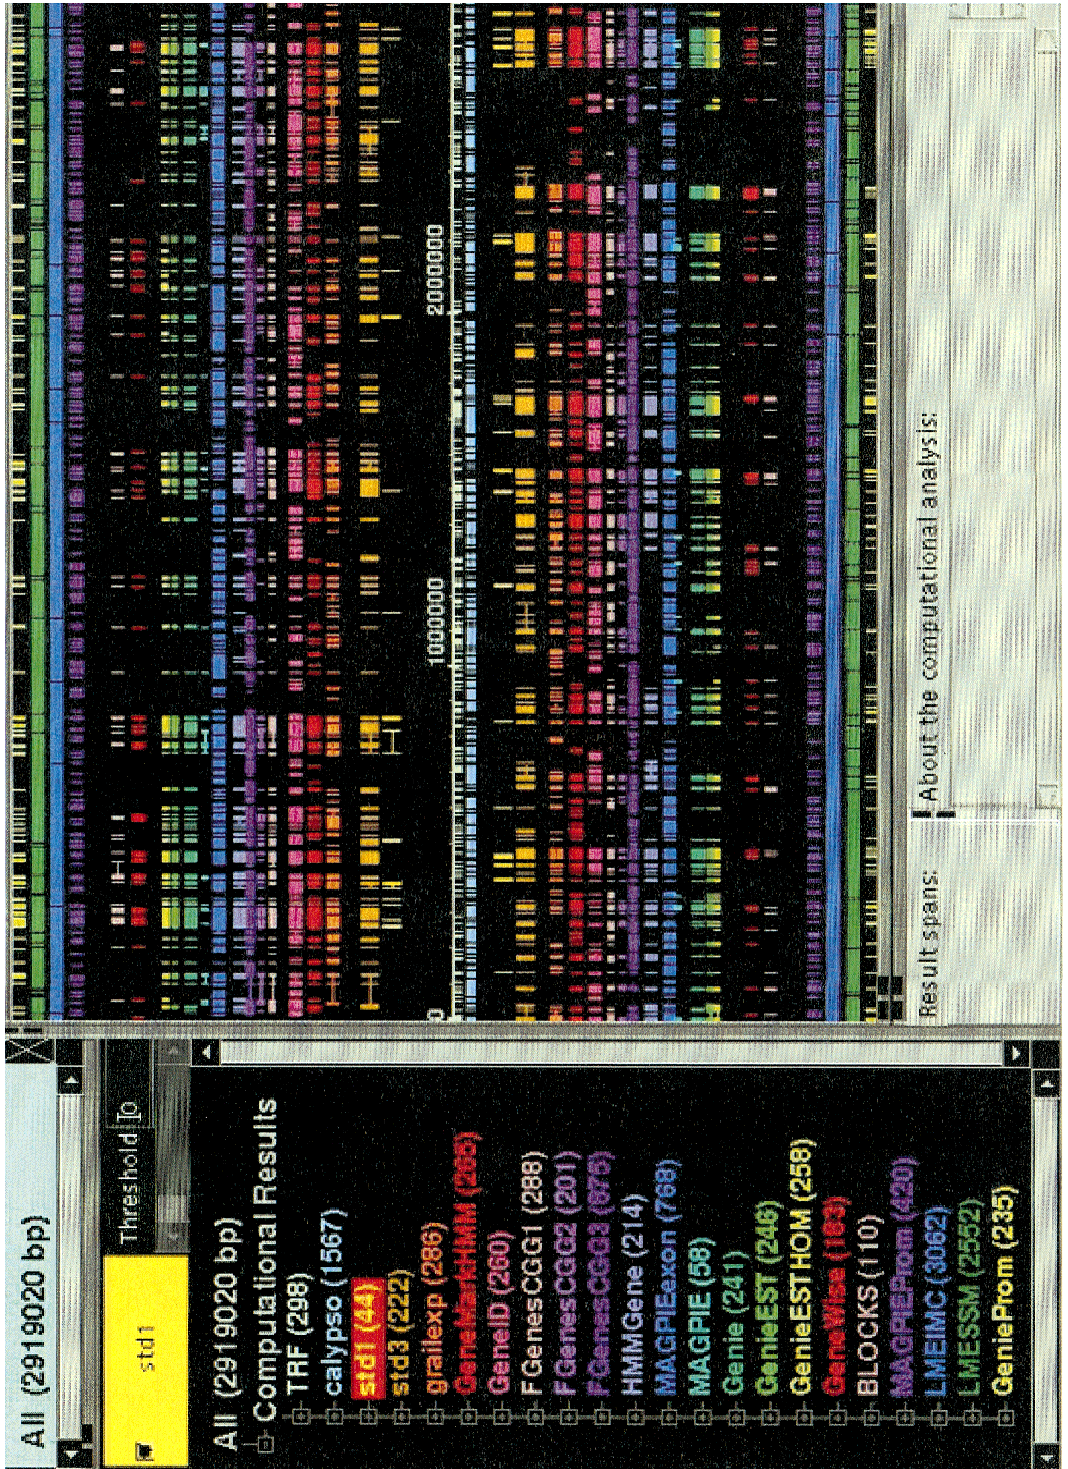 All (2919020 bp)
std1
Threshold
All (2919020 bp)
Computational Results
TRF (298)
calypso (1567)
std1 (44)
std3 (222)
grailexp (286)
GeneMarkHMM (265)
GeneID (260)
FGenesCGG1 (288)
FGenesCGG2 (201)
FGenesCGG3 (676)
HMMGene (214)
MAGPIEexon (768)
MAGPIE (58)
Genie (241)
GenieEST (246)
GenieESTHOM (258)
GeneWise (183)
BLOCKS (110)
MAGPIEProm (420)
LMEIMC (3062)
LMESSM (2552)
GenieProm (235)
0
1000000
2000000
Result spans:
About the computational analysis: